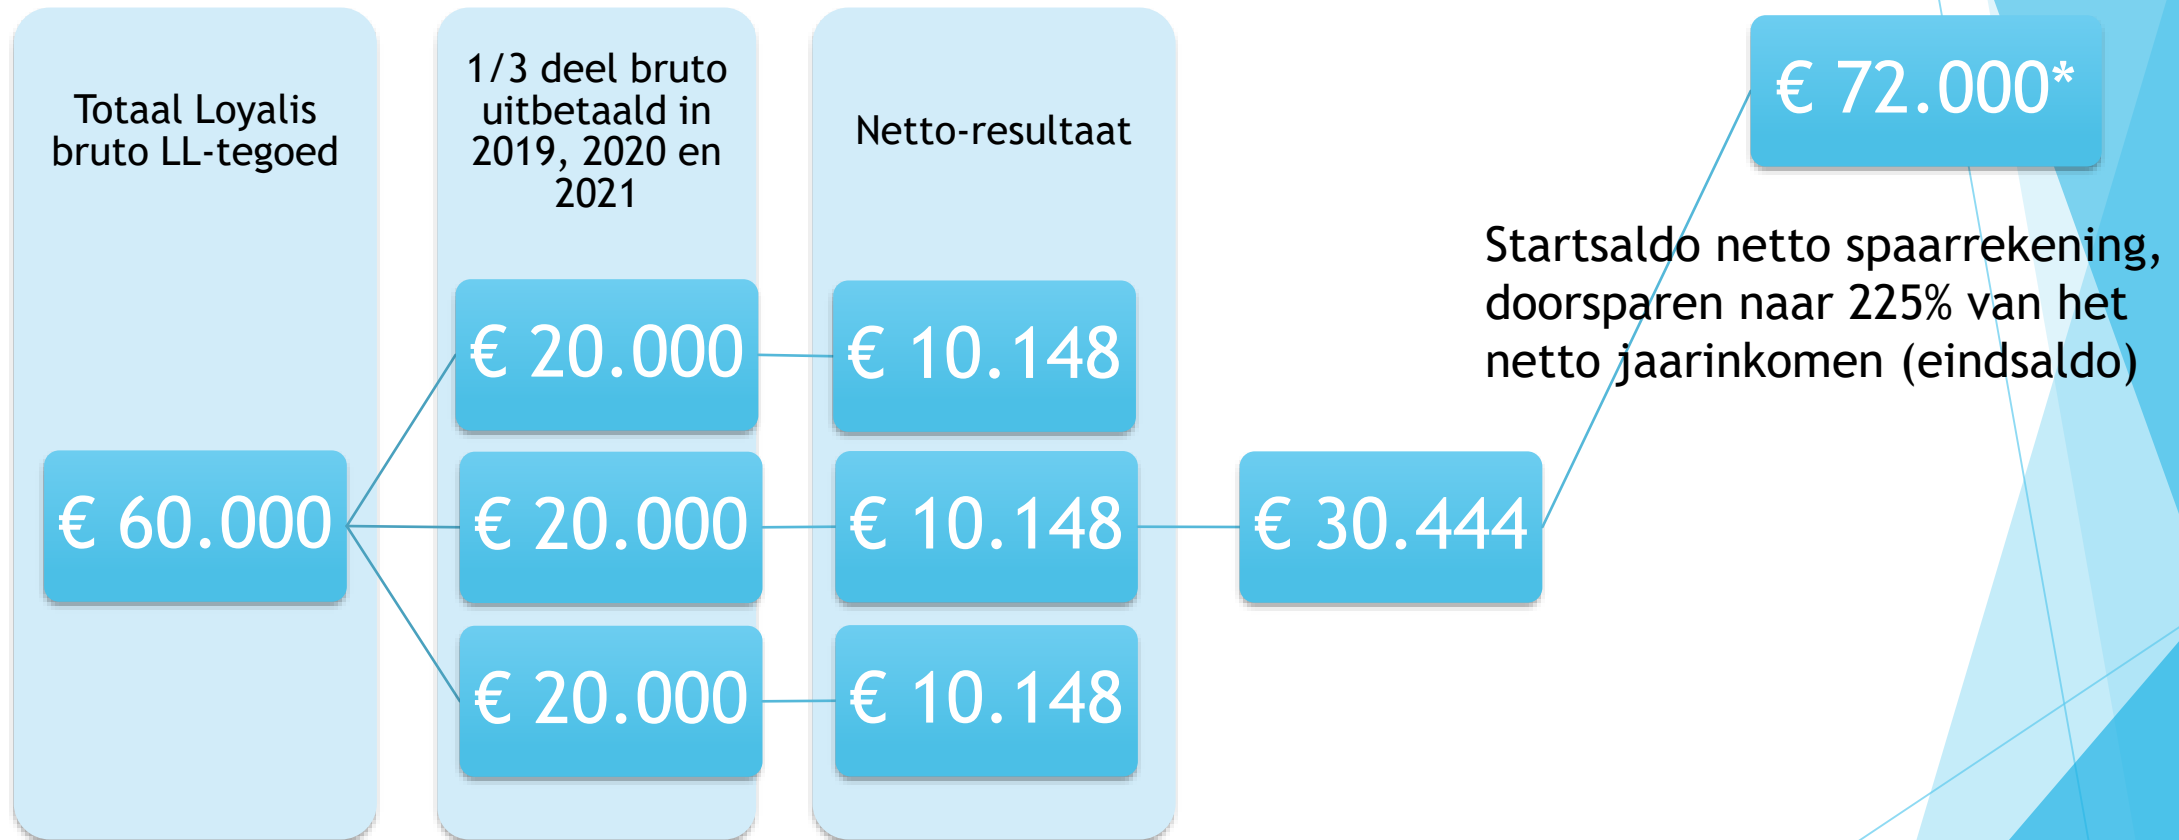 Totaal Loyalis
bruto LL-tegoed
€ 60.000
1/3 deel bruto
uitbetaald in
2019, 2020 en
2021
€ 20.000
€ 20.000
€ 20.000
Netto-resultaat
€ 10.148
€ 10.148
€ 10.148
€ 30.444
€ 72.000*
Startsaldo netto spaarrekening,
doorsparen naar 225% van het
netto jaarinkomen (eindsaldo)